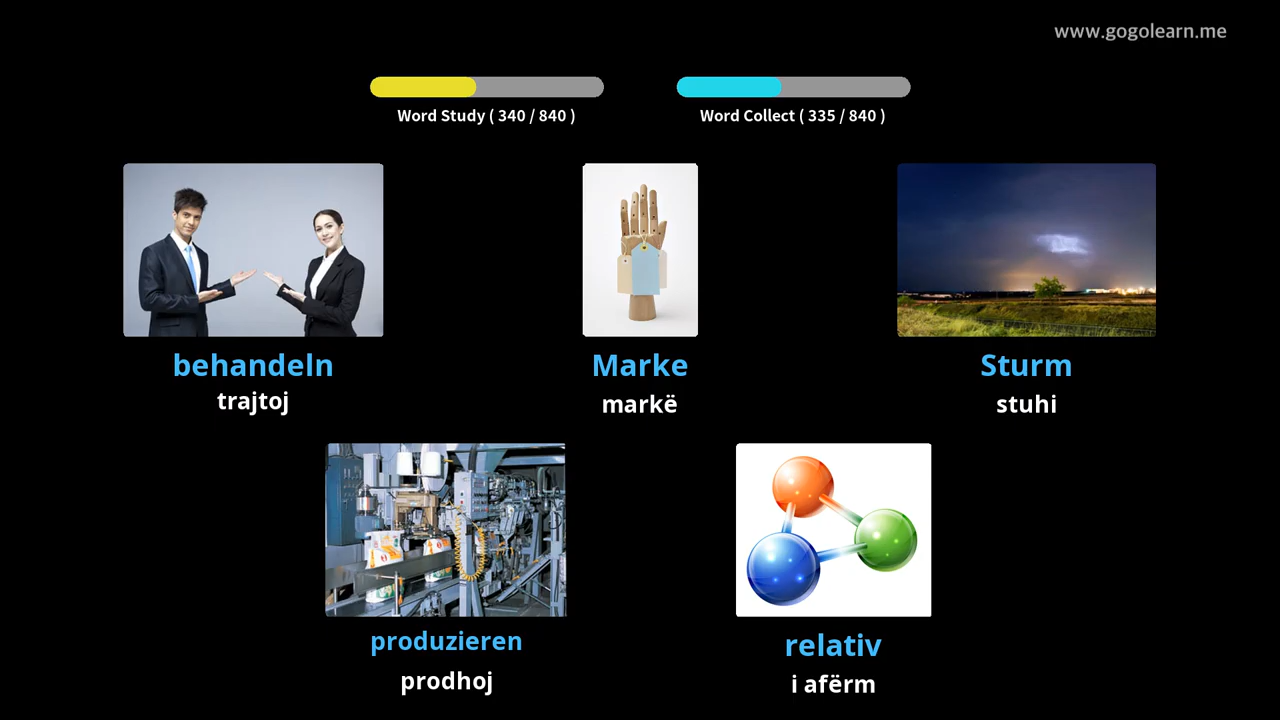 www.gogolearn.me
Word Study ( 340 / 840 )
Word Collect ( 335 / 840 )
behandeln
trajtoj
Marke
markë
Sturm
stuhi
produzieren
prodhoj
relativ
i afërm